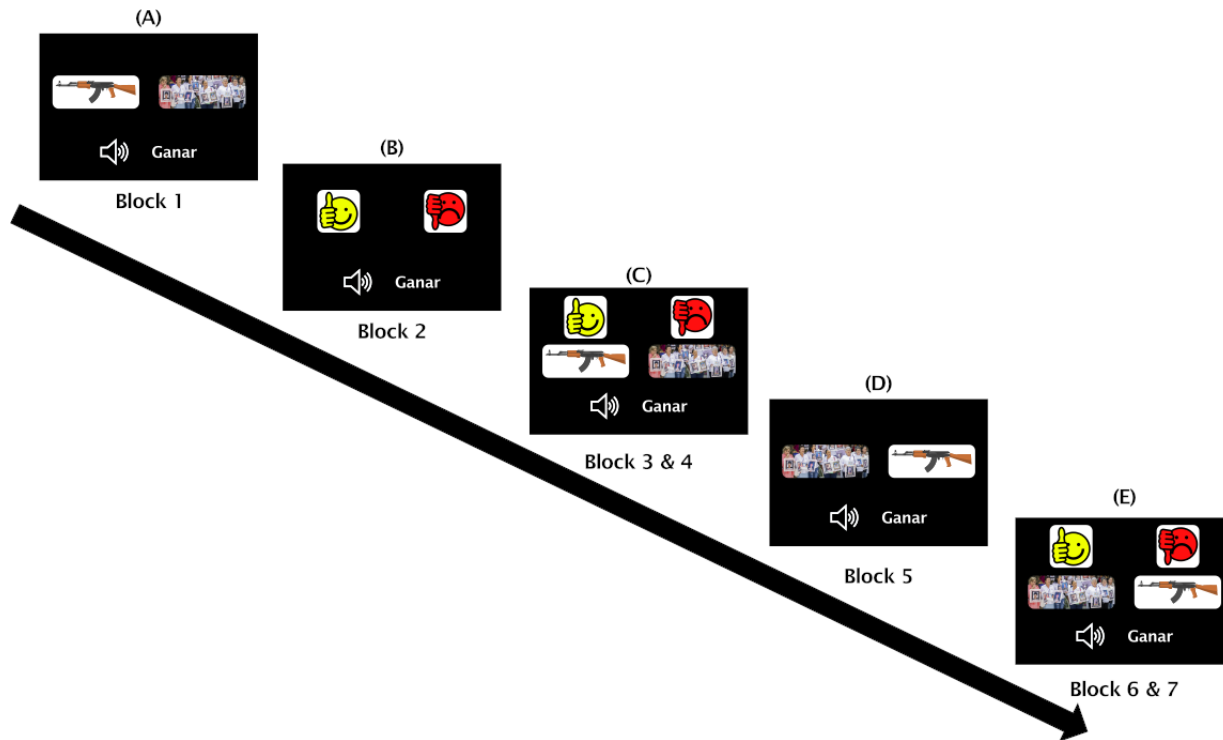 (A)
Ganar
Block 1
(B)
Ganar
Block 2
(C)
Ganar
Block 3 & 4
(D)
Ganar
Block 5
(E)
Ganar
Block 6 & 7